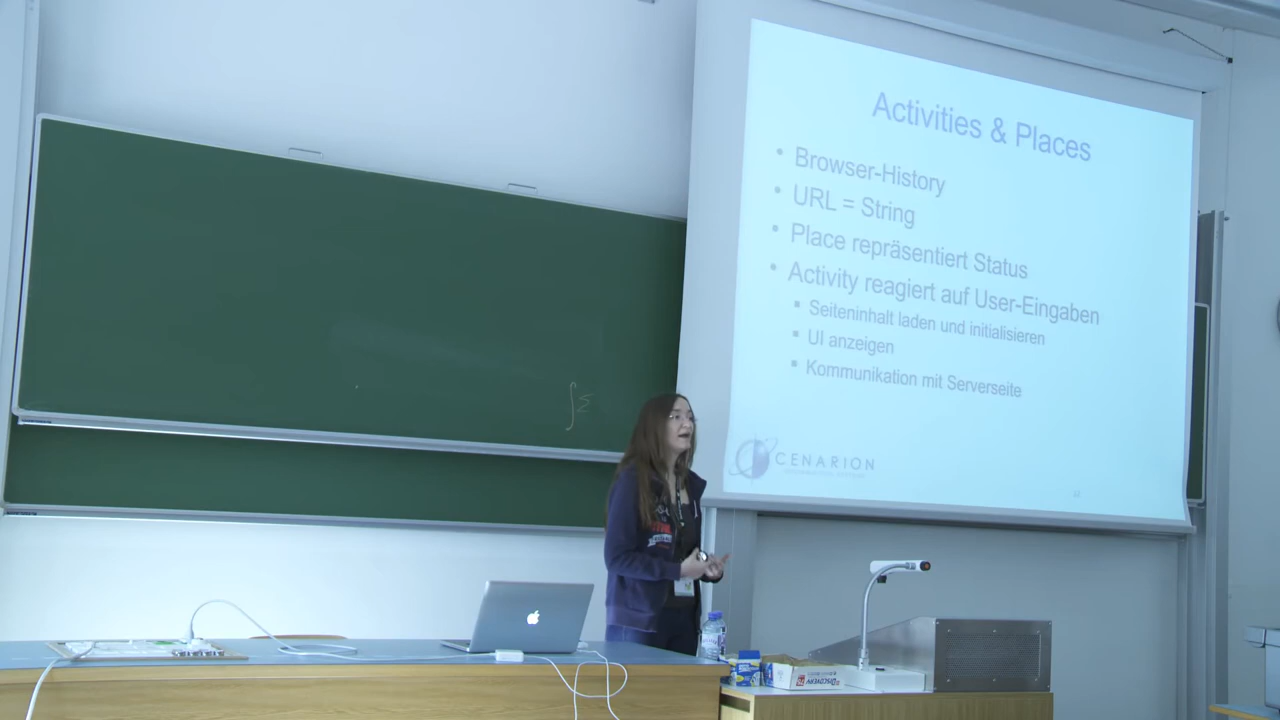 Activities & Places
• Browser-History
• URL = String
• Place repräsentiert Status
• Activity reagiert auf User-Eingaben
▪ Seiteninhalt laden und initialisieren
▪ UI anzeigen
▪ Kommunikation mit Serverseite
CENARION
∫Σ